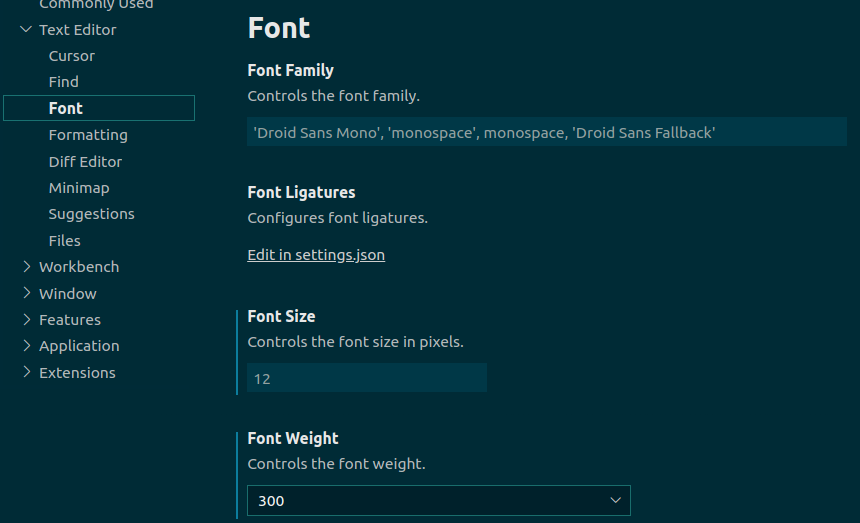 Commonly Used
Text Editor
Cursor
Find
Font
Formatting
Diff Editor
Minimap
Suggestions
Files
Workbench
Window
Features
Application
Extensions
Font
Font Family
Controls the font family.
'Droid Sans Mono', 'monospace', monospace, 'Droid Sans Fallback'
Font Ligatures
Configures font ligatures.
Edit in settings.json
Font Size
Controls the font size in pixels.
12
Font Weight
Controls the font weight.
300